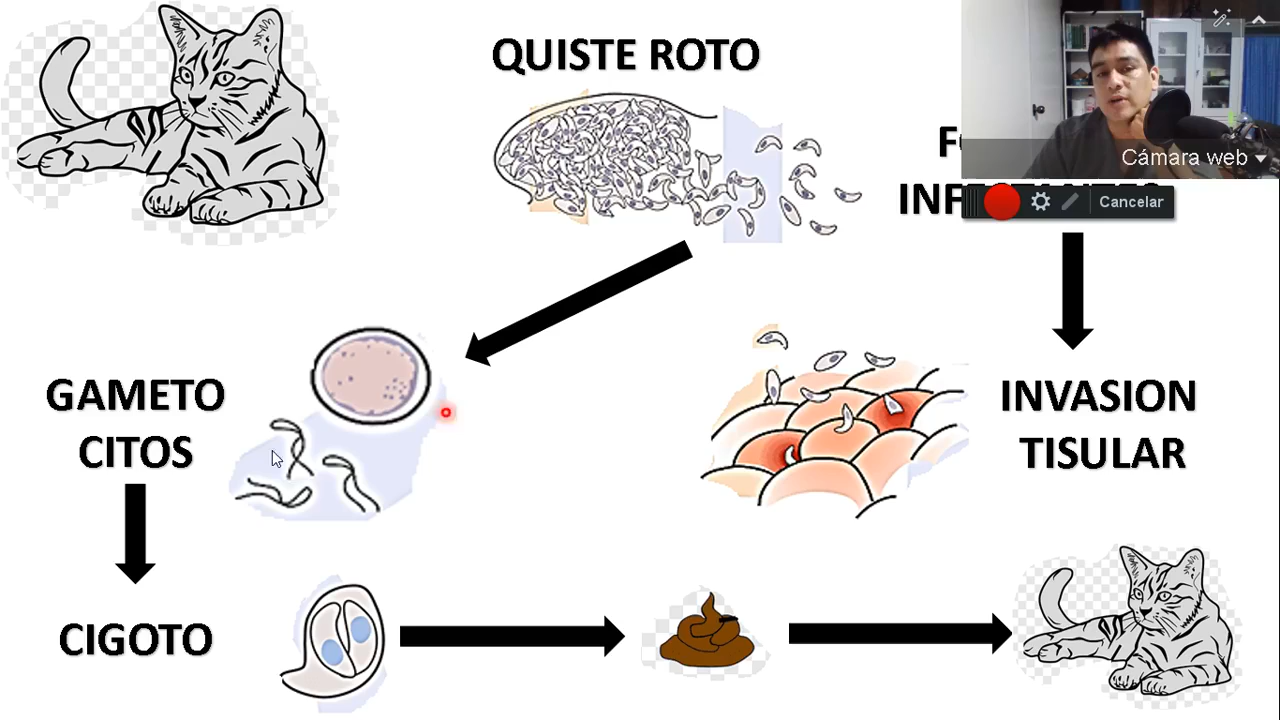 QUISTE ROTO
Cámara web
Cancelar
GAMETO
CITOS
INVASION
TISULAR
CIGOTO